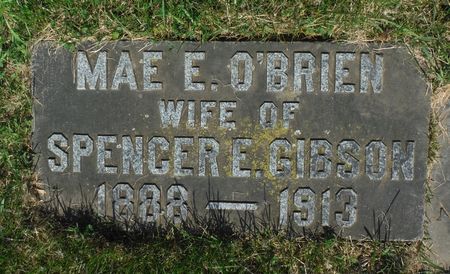 MAE E. O'BRIEN
WIFE OF
SPENCER E. GIBSON
1888 — 1913